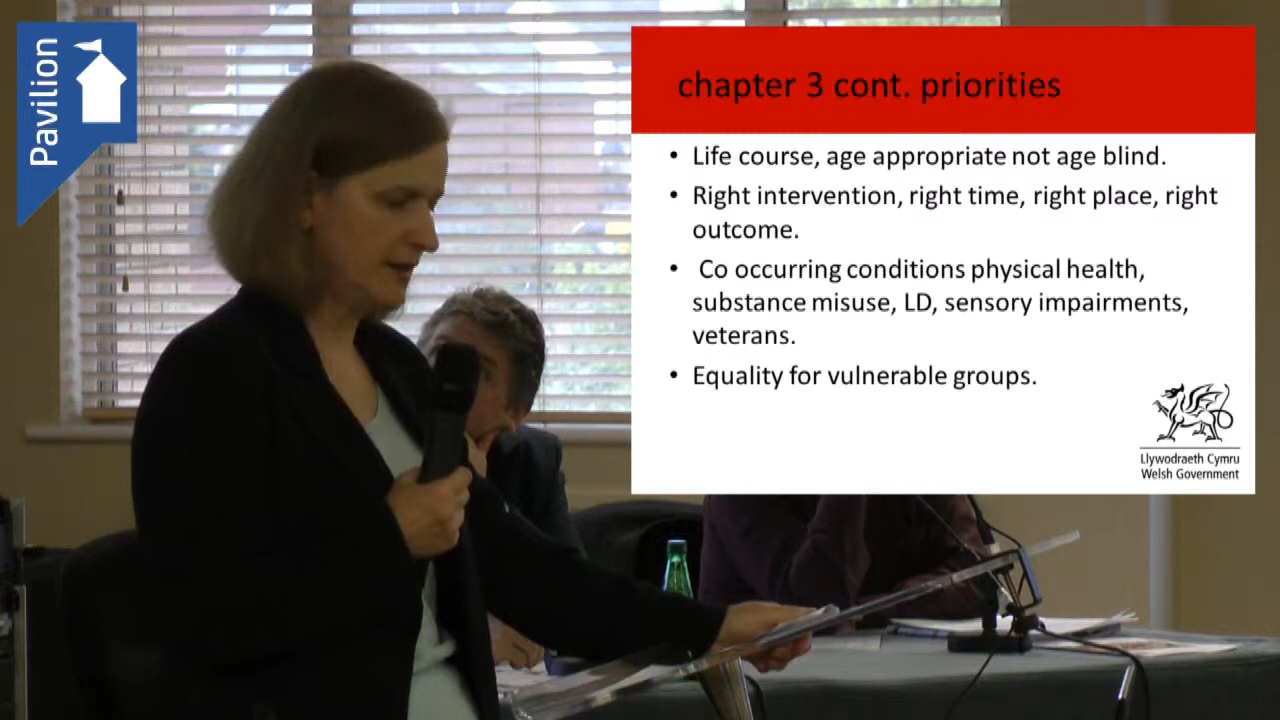 Pavilion
chapter 3 cont. priorities
• Life course, age appropriate not age blind.
• Right intervention, right time, right place, right
outcome.
• Co occurring conditions physical health,
substance misuse, LD, sensory impairments,
veterans.
• Equality for vulnerable groups.
Llywodraeth Cymru
Welsh Government